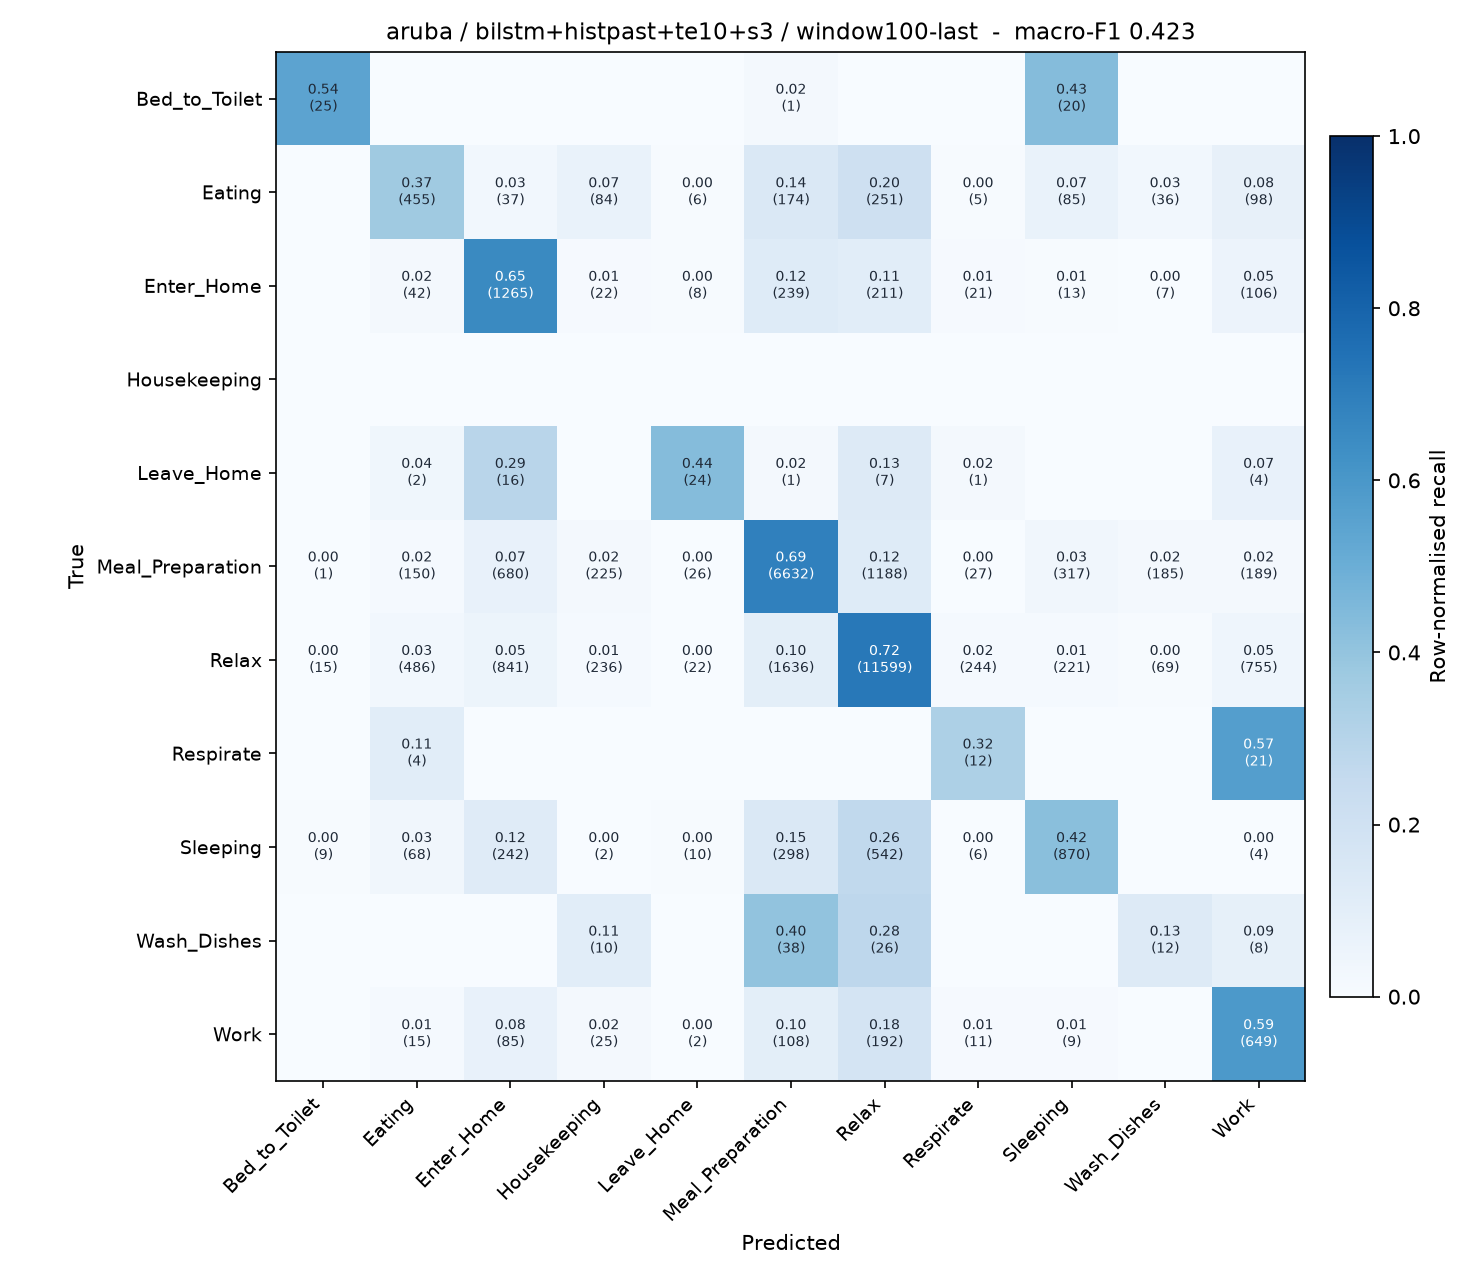 aruba / bilstm+histpast+te10+s3 / window100-last  -  macro-F1 0.423
Bed_to_Toilet
0.54 0.02 0.43
(25) (1) (20)
Eating
0.37 0.03 0.07 0.00 0.14 0.20 0.00 0.07 0.03 0.08
(455) (37) (84) (6) (174) (251) (5) (85) (36) (98)
Enter_Home
0.02 0.65 0.01 0.00 0.12 0.11 0.01 0.01 0.00 0.05
(42) (1265) (22) (8) (239) (211) (21) (13) (7) (106)
Housekeeping
Leave_Home
0.04 0.29 0.44 0.02 0.13 0.02 0.07
(2) (16) (24) (1) (7) (1) (4)
Meal_Preparation
0.00 0.02 0.07 0.02 0.00 0.69 0.12 0.00 0.03 0.02 0.02
(1) (150) (680) (225) (26) (6632) (1188) (27) (317) (185) (189)
Relax
0.00 0.03 0.05 0.01 0.00 0.10 0.72 0.02 0.01 0.00 0.05
(15) (486) (841) (236) (22) (1636) (11599) (244) (221) (69) (755)
Respirate
0.11 0.32 0.57
(4) (12) (21)
Sleeping
0.00 0.03 0.12 0.00 0.00 0.15 0.26 0.00 0.42 0.00
(9) (68) (242) (2) (10) (298) (542) (6) (870) (4)
Wash_Dishes
0.11 0.40 0.28 0.13 0.09
(10) (38) (26) (12) (8)
Work
0.01 0.08 0.02 0.00 0.10 0.18 0.01 0.01 0.59
(15) (85) (25) (2) (108) (192) (11) (9) (649)
True
Bed_to_Toilet
Eating
Enter_Home
Housekeeping
Leave_Home
Meal_Preparation
Relax
Respirate
Sleeping
Wash_Dishes
Work
Predicted
1.0
0.8
0.6
0.4
0.2
0.0
Row-normalised recall